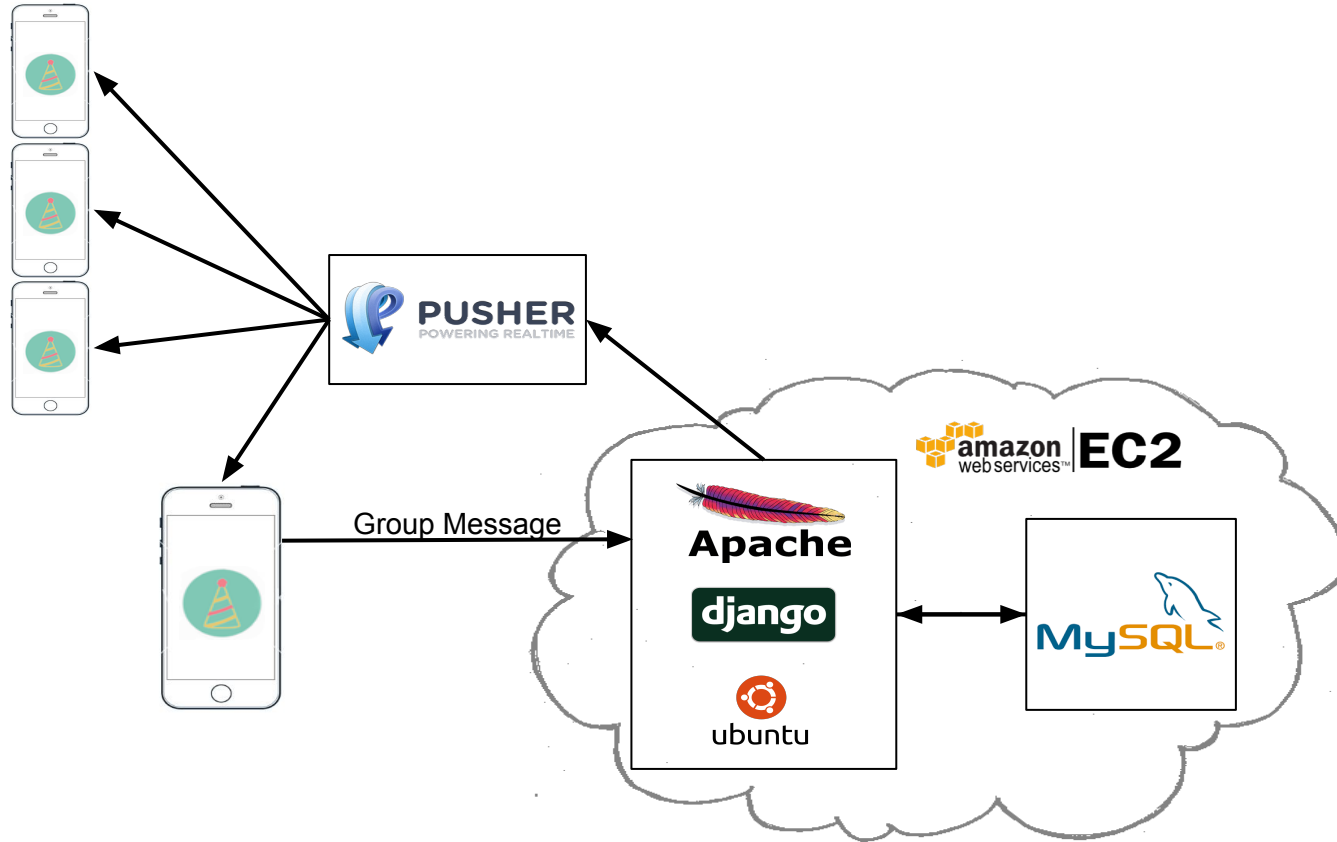 PUSHER
POWERING REALTIME
amazon
web services™
EC2
Group Message
Apache
django
ubuntu
MySQL®